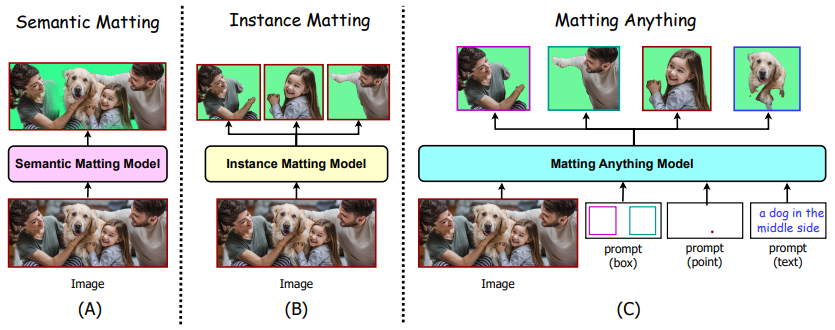 Semantic Matting
Semantic Matting Model
Image
(A)
Instance Matting
Instance Matting Model
Image
(B)
Matting Anything
Matting Anything Model
a dog in the
middle side
prompt
(box)
prompt
(point)
prompt
(text)
Image
(C)